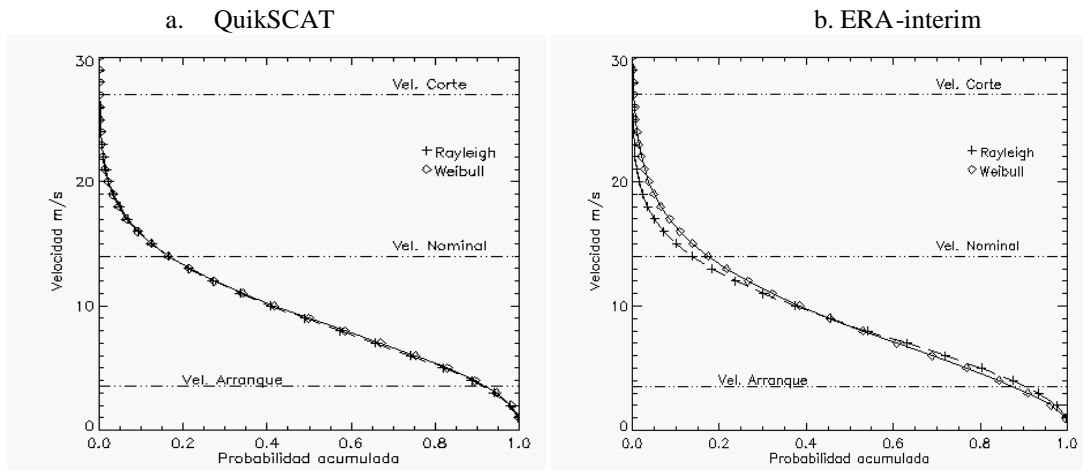 a. QuikSCAT
b. ERA-interim
30
Vel. Corte
+ Rayleigh
◇ Weibull
20
Velocidad m/s
Vel. Nominal
10
Vel. Arranque
0
0.0 0.2 0.4 0.6 0.8 1.0
Probabilidad acumulada
30
Vel. Corte
+ Rayleigh
◇ Weibull
20
Velocidad m/s
Vel. Nominal
10
Vel. Arranque
0
0.0 0.2 0.4 0.6 0.8 1.0
Probabilidad acumulada